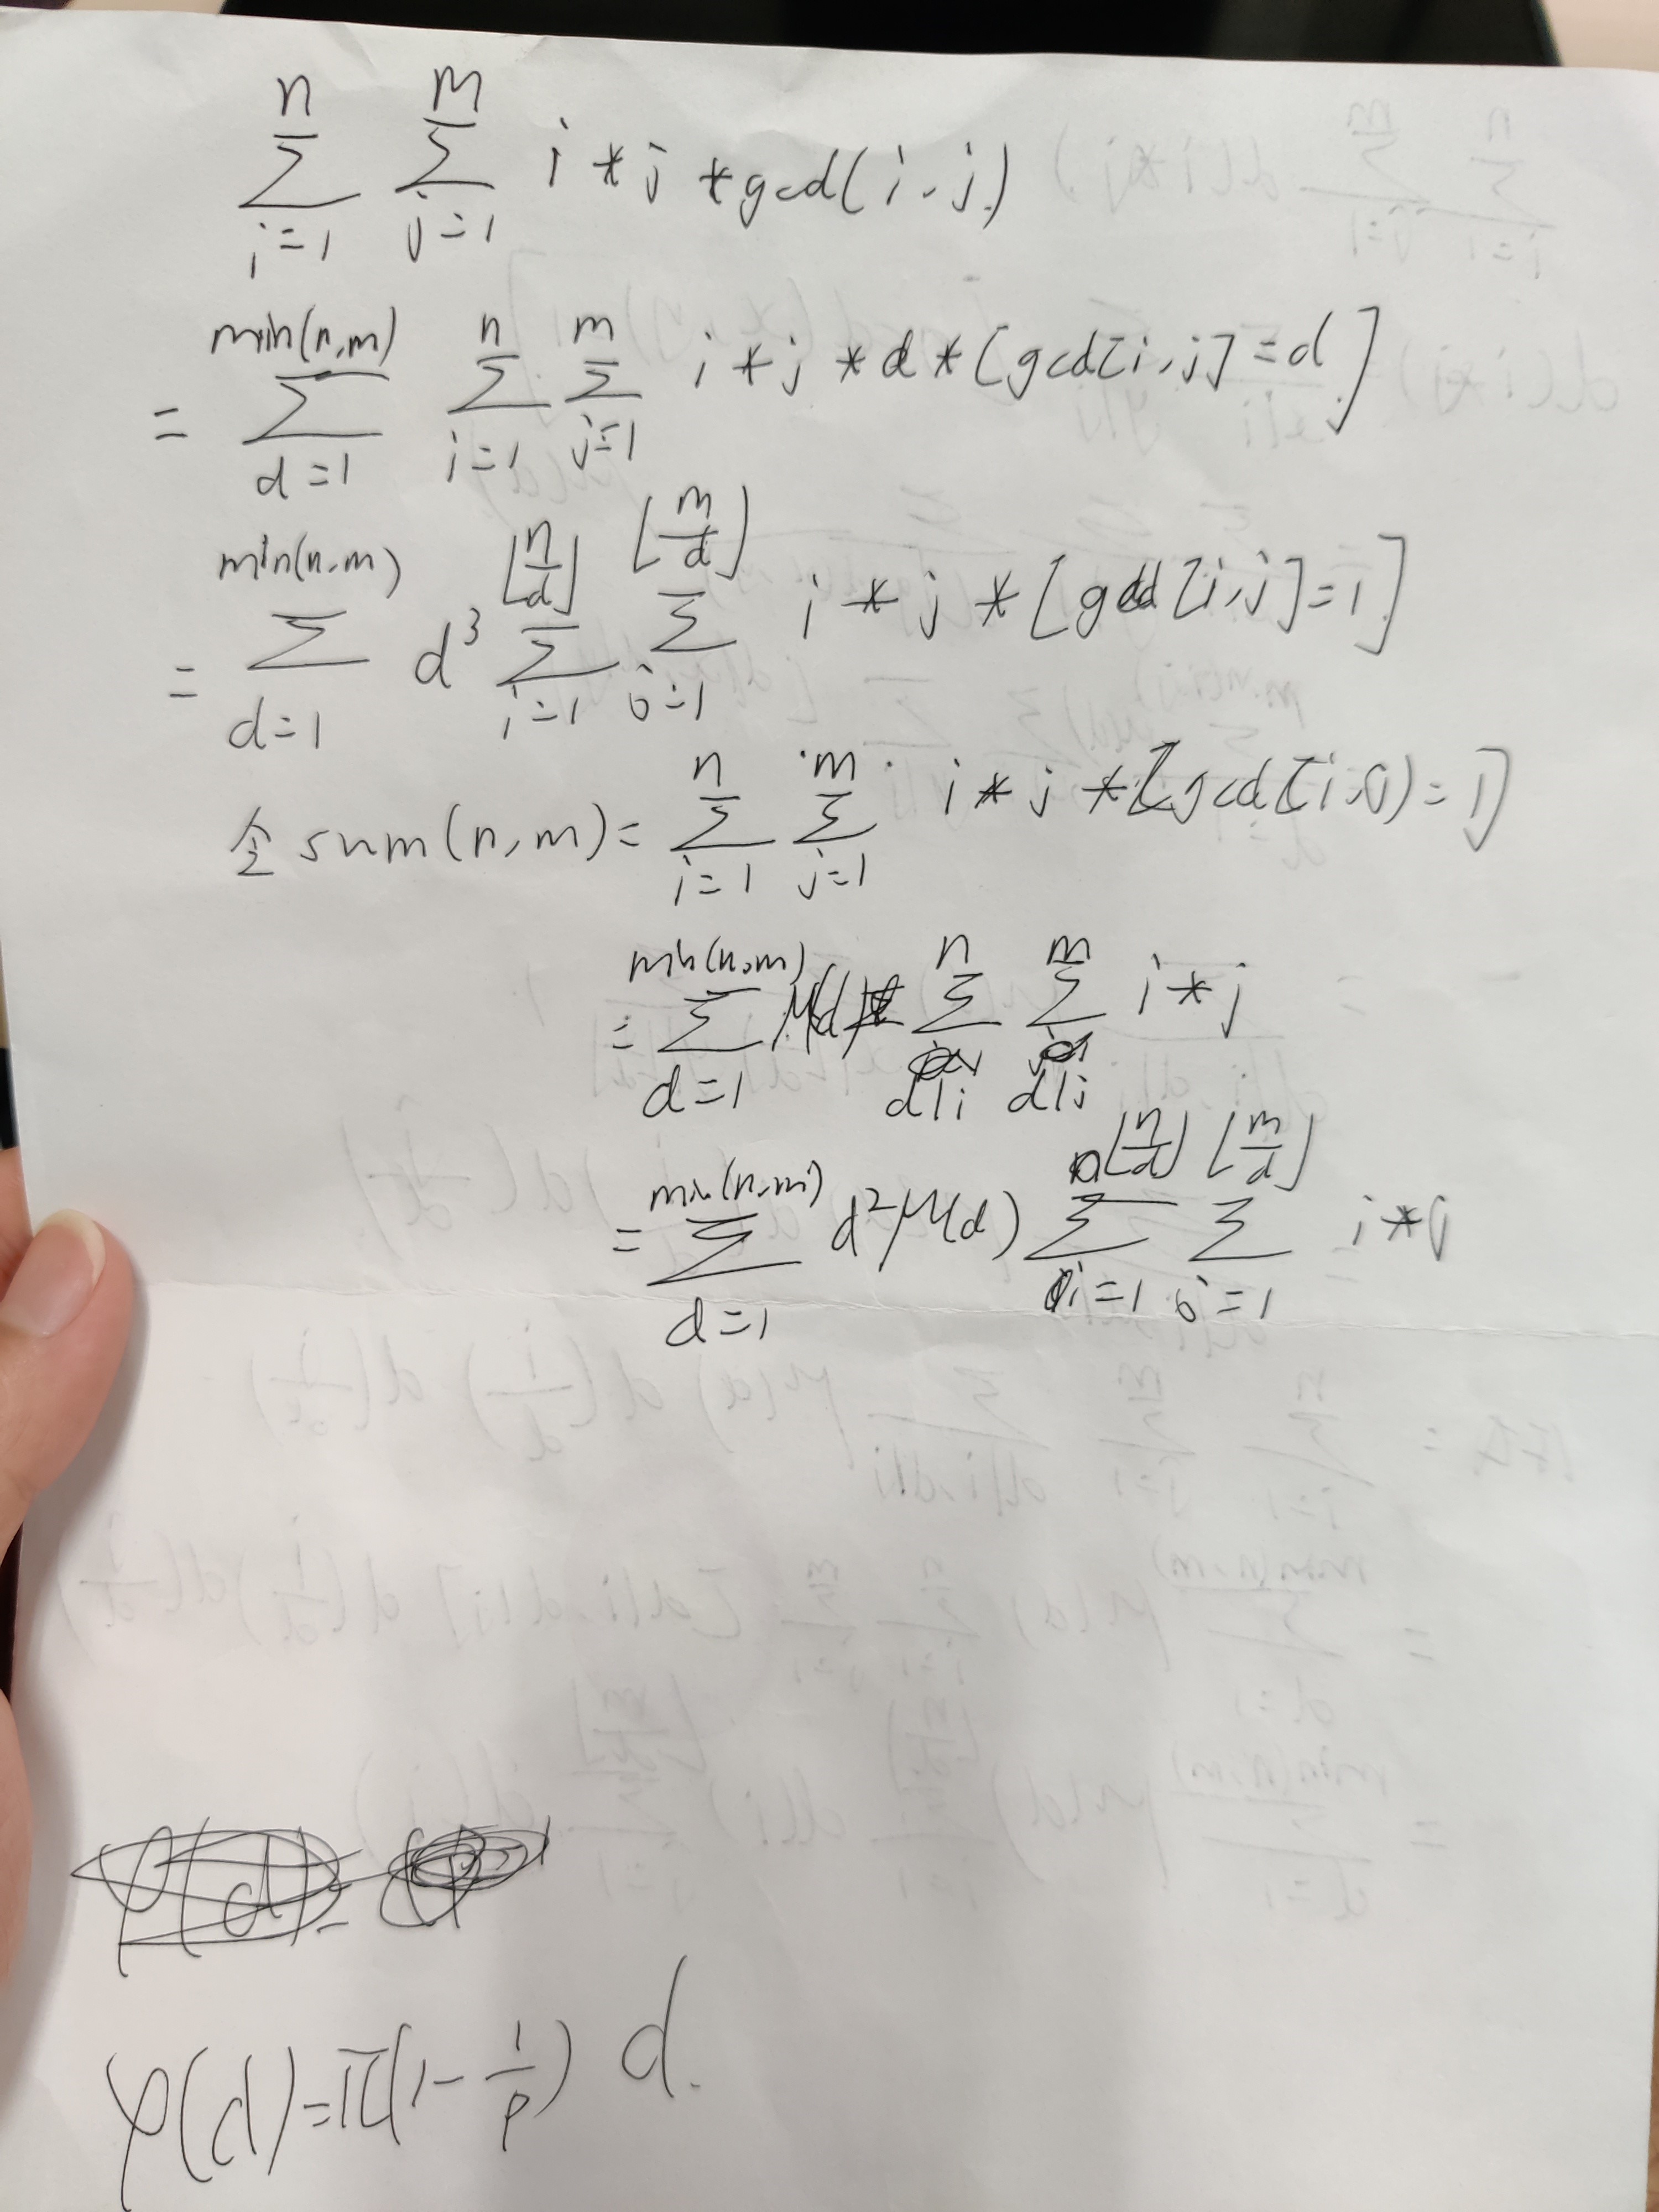 $\sum_{i=1}^{n} \sum_{j=1}^{m} i * j * gcd(i, j)$
$= \sum_{d=1}^{min(n,m)} \sum_{i=1}^{n} \sum_{j=1}^{m} i * j * d * [gcd[i, j] = d]$
$= \sum_{d=1}^{min(n,m)} d^3 \sum_{i=1}^{\lfloor \frac{n}{d} \rfloor} \sum_{j=1}^{\lfloor \frac{m}{d} \rfloor} i * j * [gcd[i, j] = 1]$
令 $sum(n, m) = \sum_{i=1}^{n} \sum_{j=1}^{m} i * j * [gcd[i, j) = 1]$
$= \sum_{d=1}^{min(n,m)} \mu(d) \sum_{d|i}^{n} \sum_{d|j}^{m} i * j$
$= \sum_{d=1}^{min(n,m)} d^2 \mu(d) \sum_{i=1}^{\lfloor \frac{n}{d} \rfloor} \sum_{j=1}^{\lfloor \frac{m}{d} \rfloor} i * j$
$\varphi(d) = \pi(1 - \frac{1}{p}) d.$